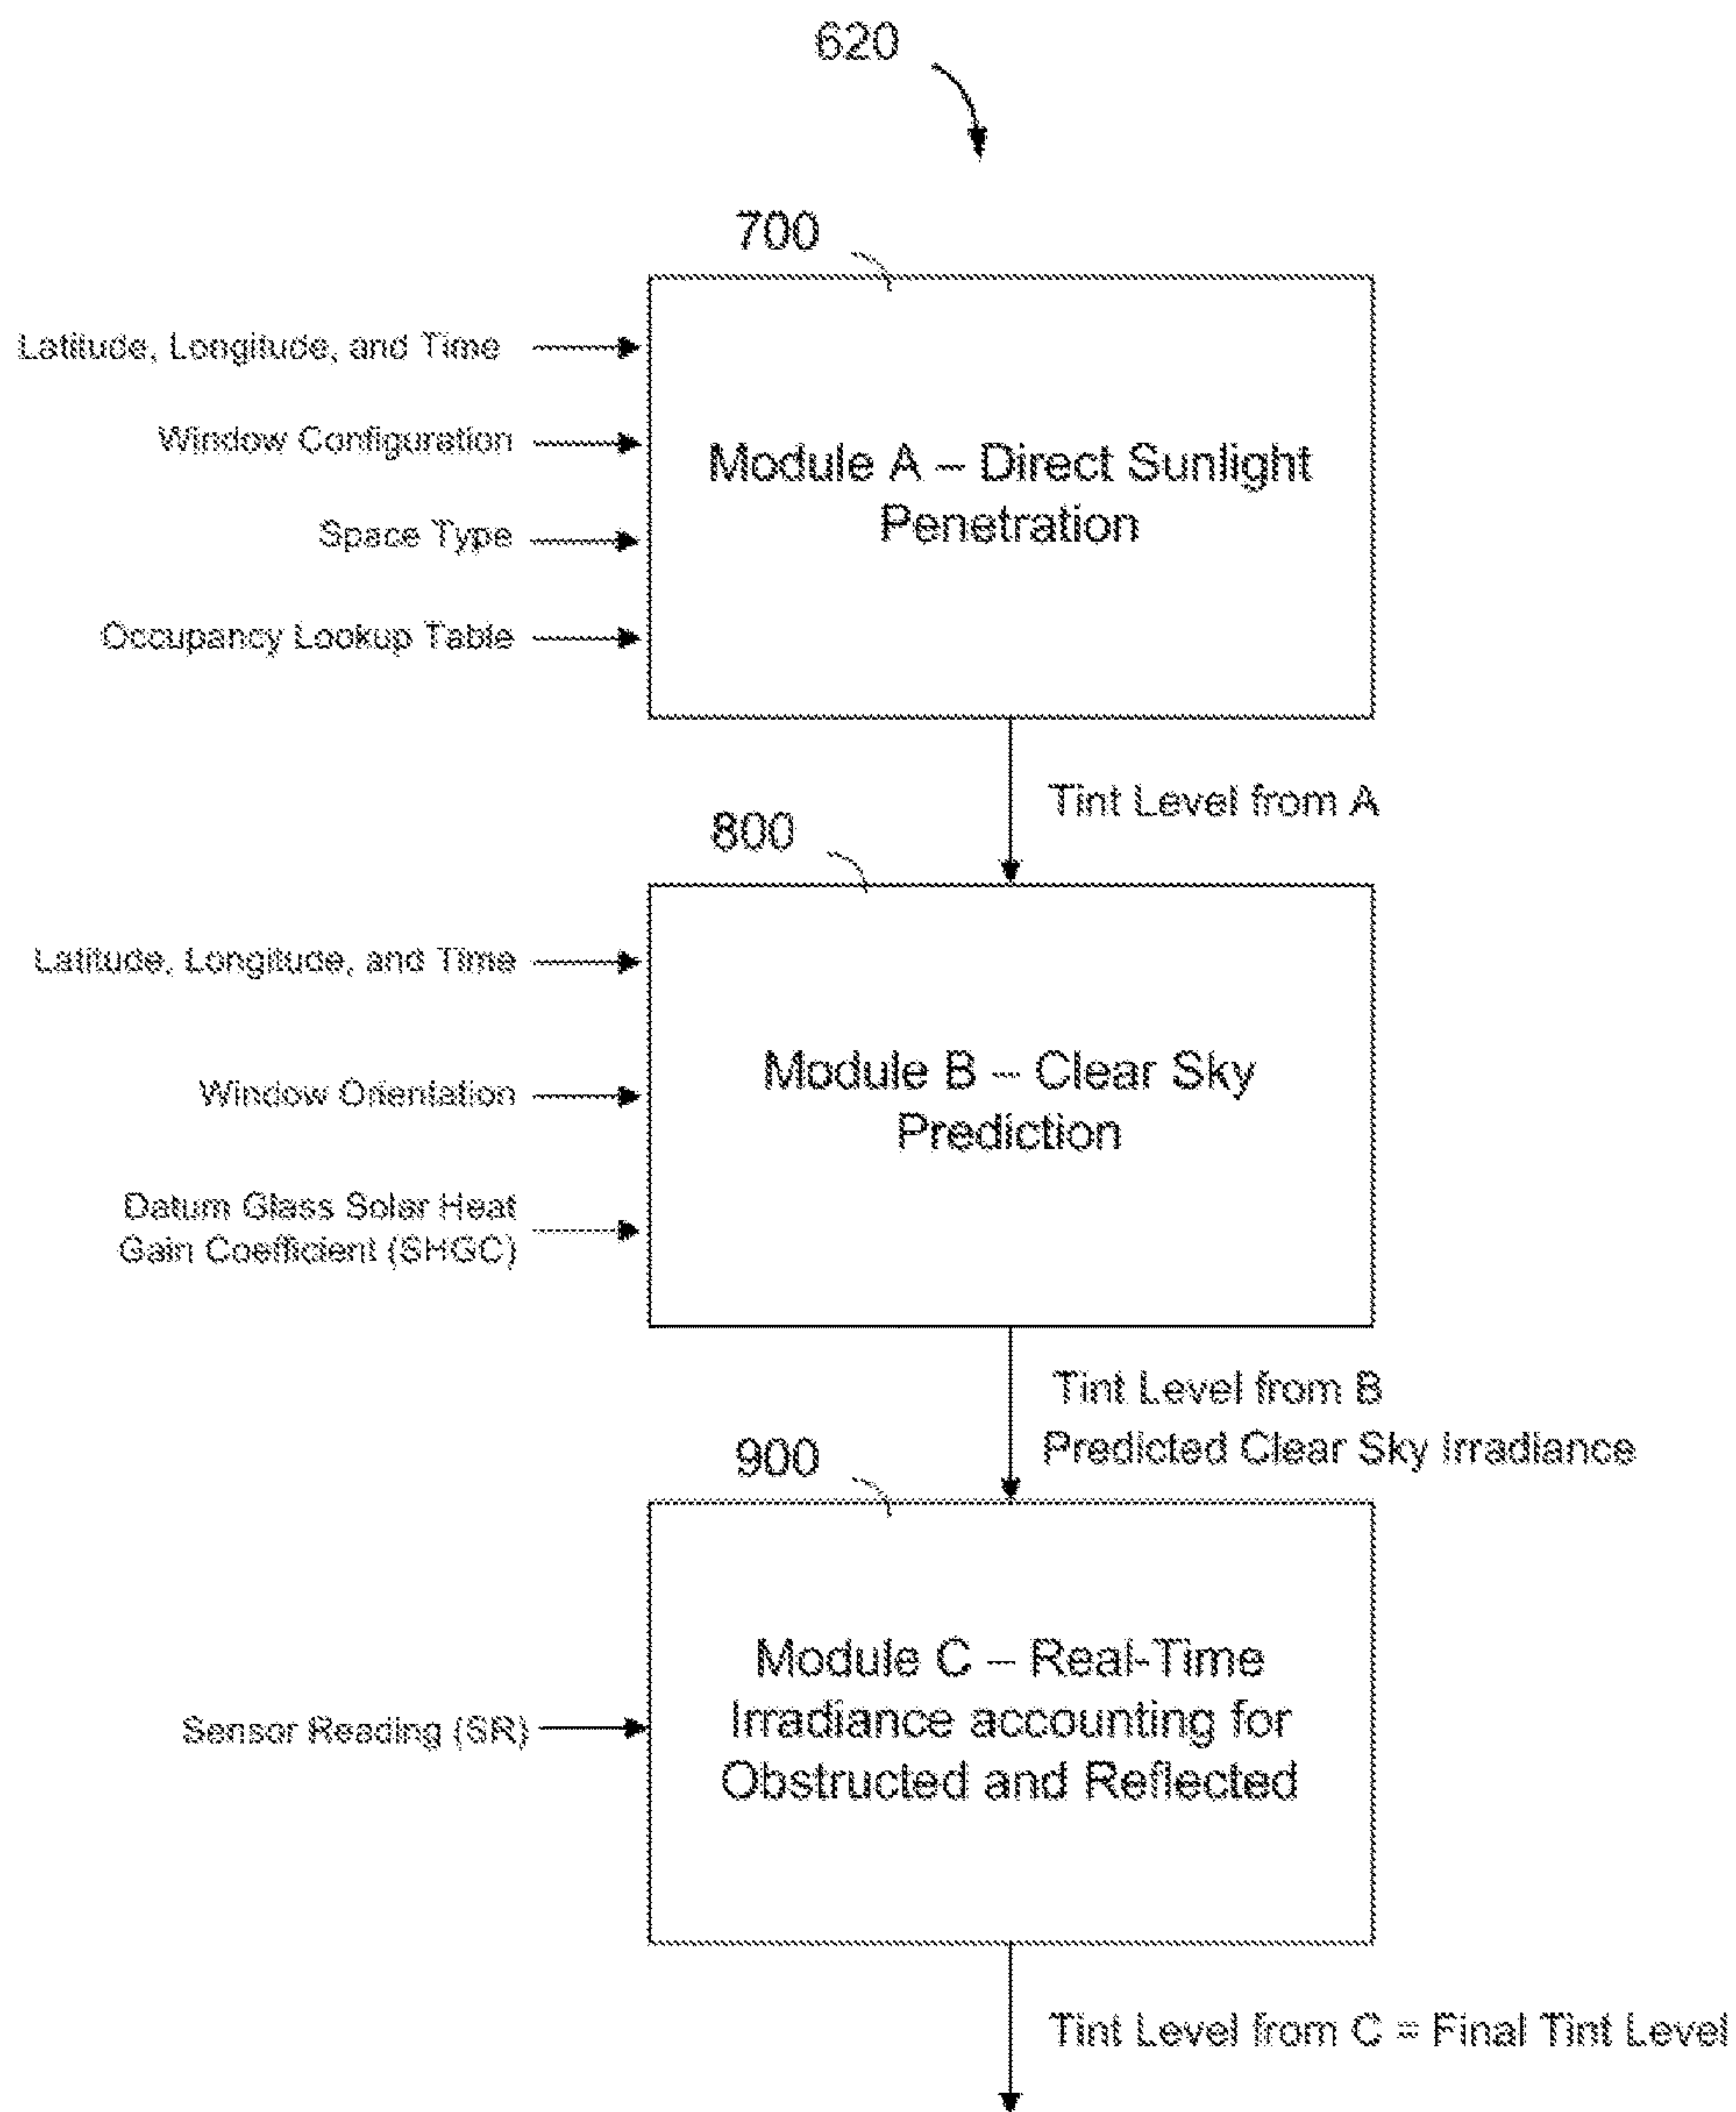 620
700
Latitude, Longitude, and Time
Window Configuration
Module A – Direct Sunlight
Penetration
Space Type
Occupancy Lookup Table
Tint Level from A
800
Latitude, Longitude, and Time
Module B – Clear Sky
Prediction
Window Orientation
Datum Glass Solar Heat
Gain Coefficient (SHGC)
Tint Level from B
Predicted Clear Sky Irradiance
900
Module C – Real-Time
Irradiance accounting for
Obstructed and Reflected
Sensor Reading (SR)
Tint Level from C = Final Tint Level